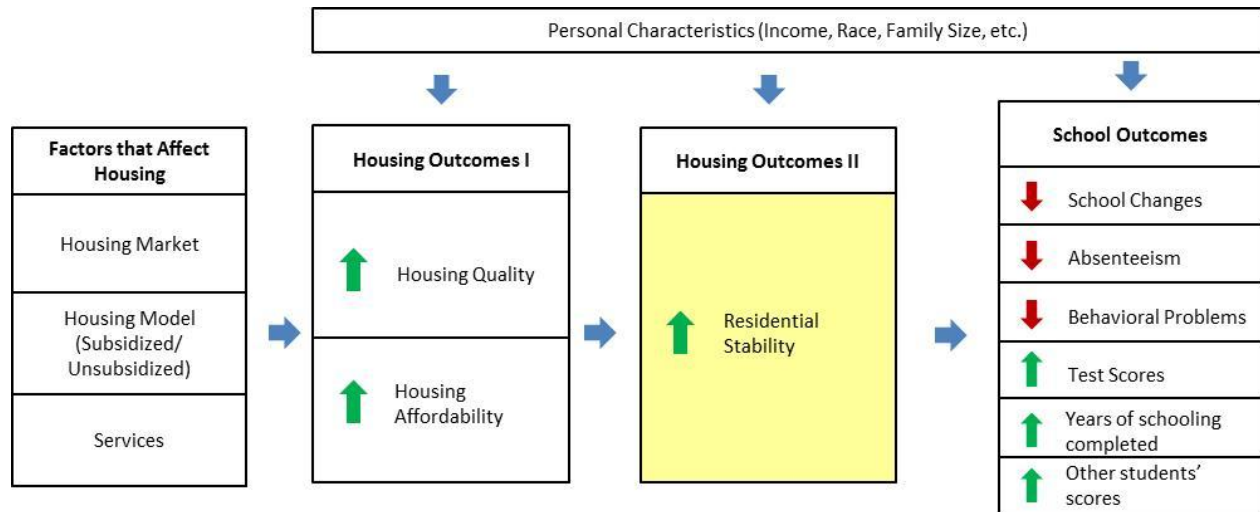 Personal Characteristics (Income, Race, Family Size, etc.)
Factors that Affect
Housing
Housing Market
Housing Model
(Subsidized/
Unsubsidized)
Services
Housing Outcomes I
Housing Quality
Housing
Affordability
Housing Outcomes II
Residential
Stability
School Outcomes
School Changes
Absenteeism
Behavioral Problems
Test Scores
Years of schooling
completed
Other students’
scores